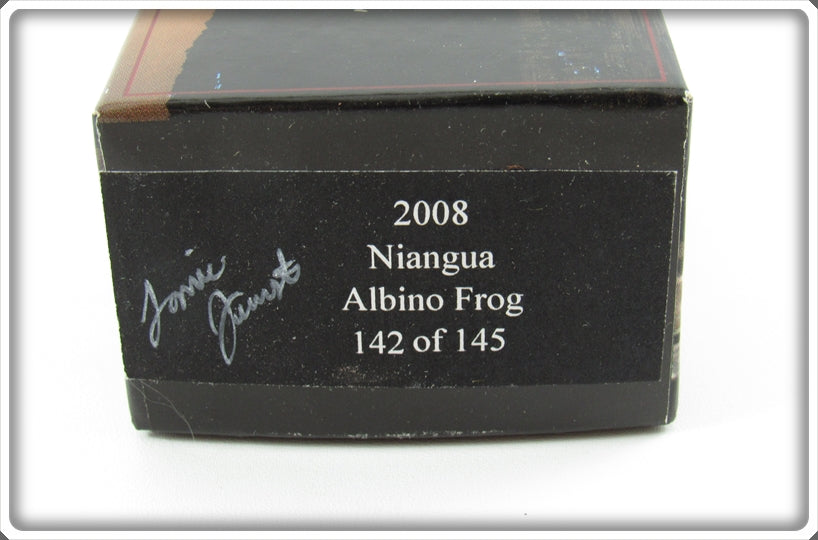 2008
Niangua
Albino Frog
142 of 145